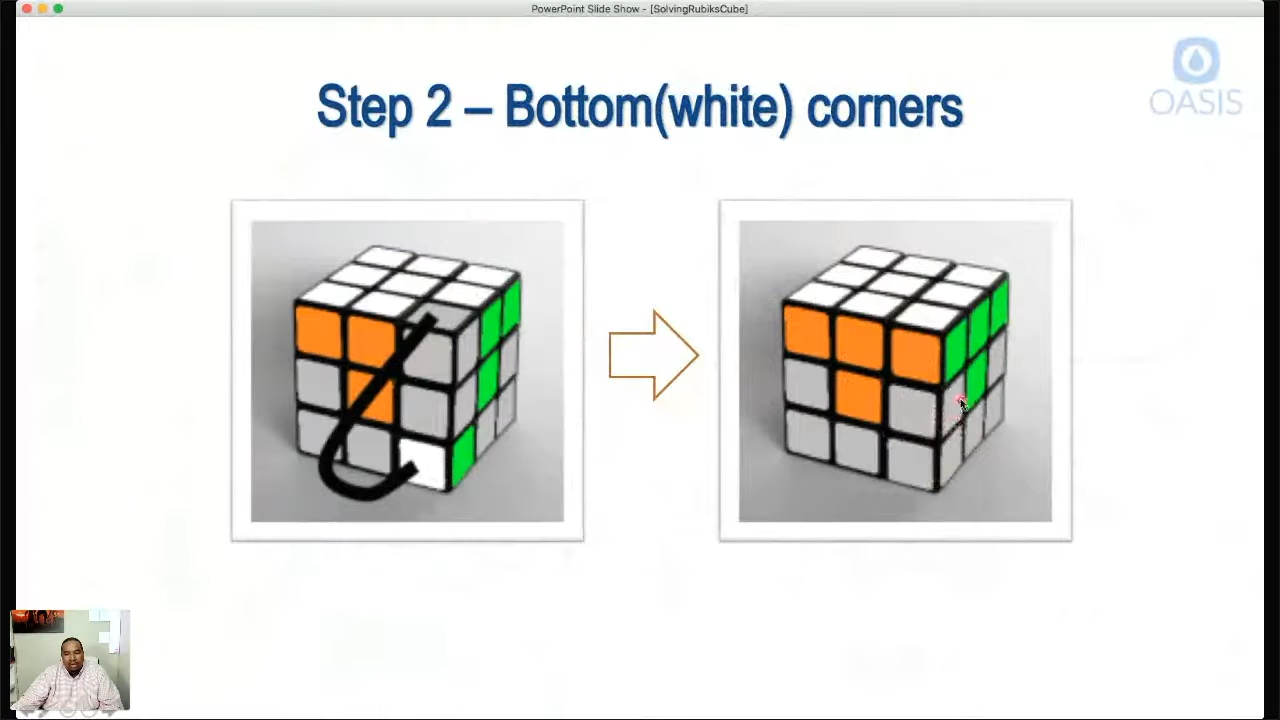 PowerPoint Slide Show - [SolvingRubiksCube]
OASIS
Step 2 – Bottom(white) corners